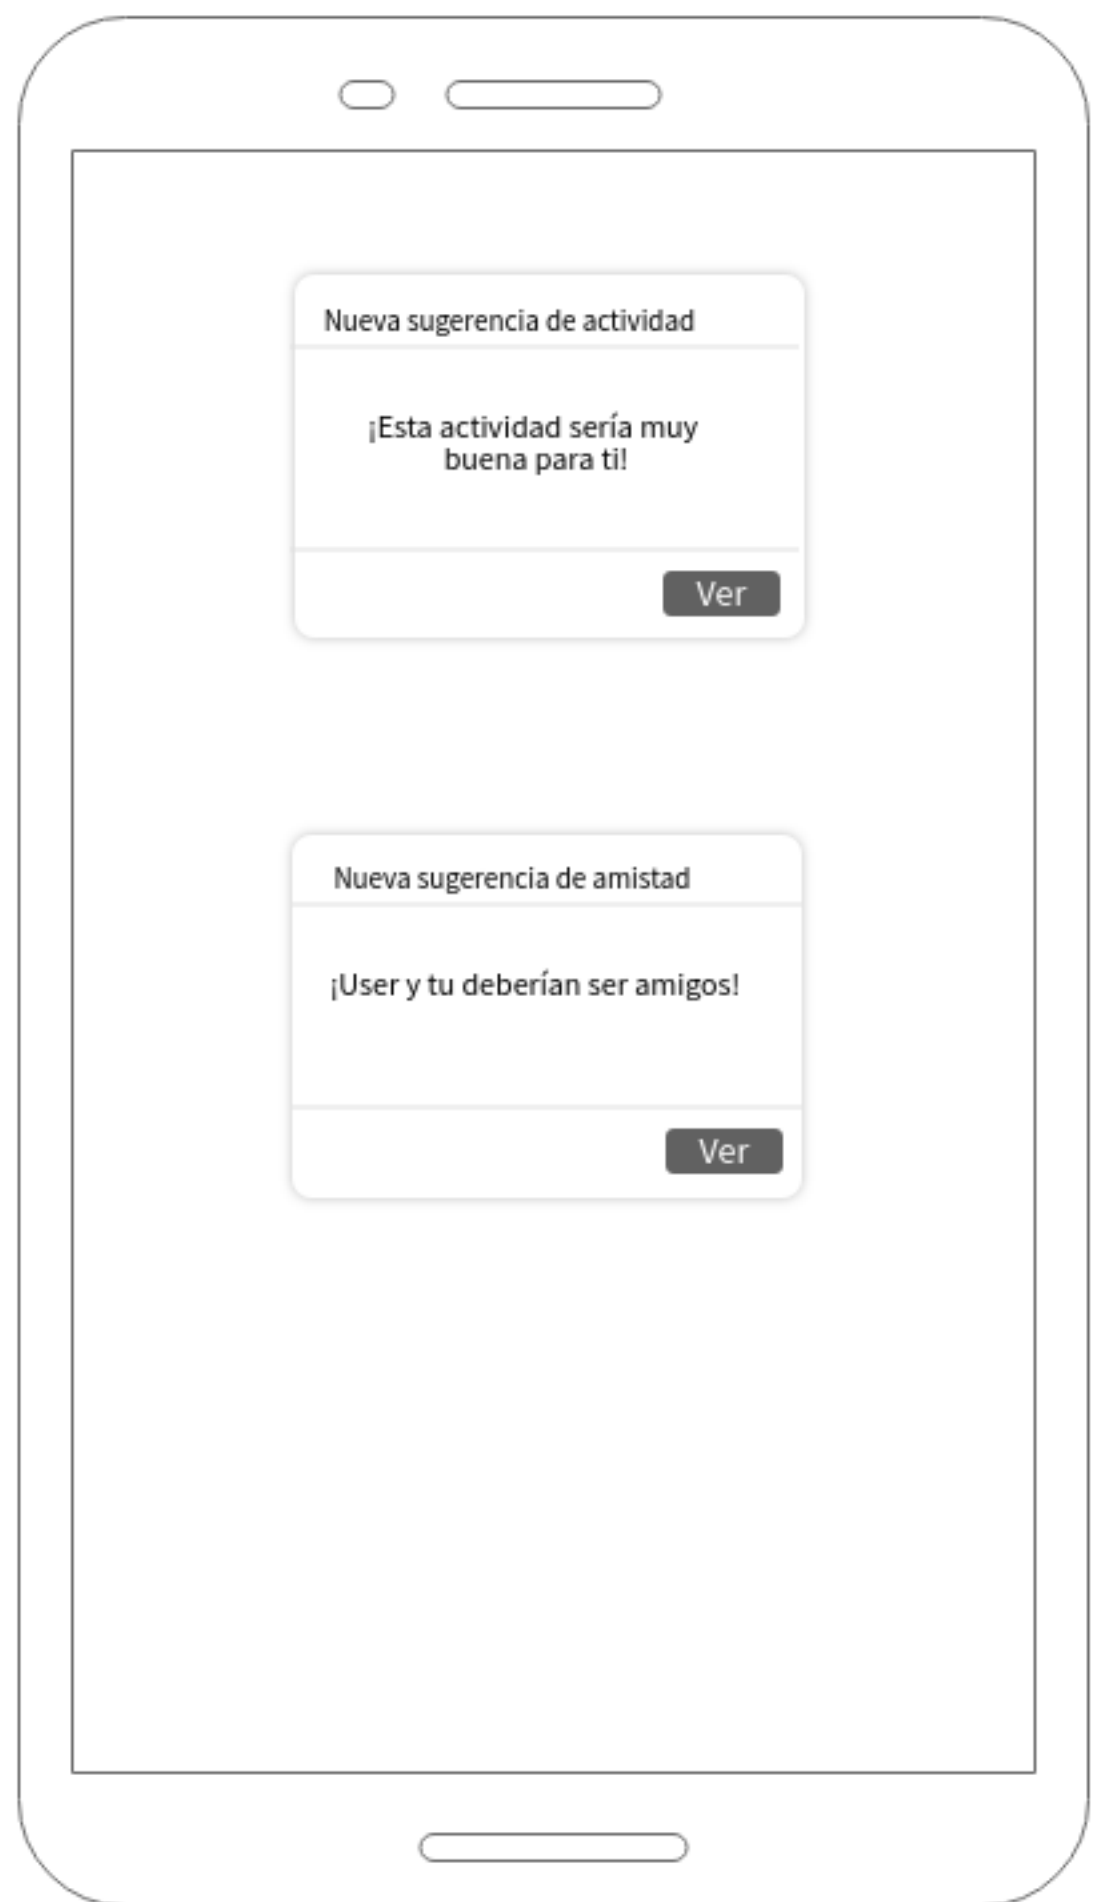 Nueva sugerencia de actividad
¡Esta actividad sería muy
buena para ti!
Ver
Nueva sugerencia de amistad
¡User y tu deberían ser amigos!
Ver